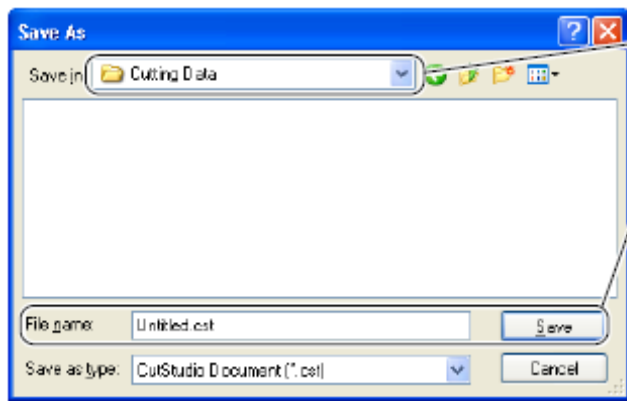 Save As
Save in: Cutting Data
File name: Untitled.cst Save
Save as type: CutStudio Document (*.cst) Cancel